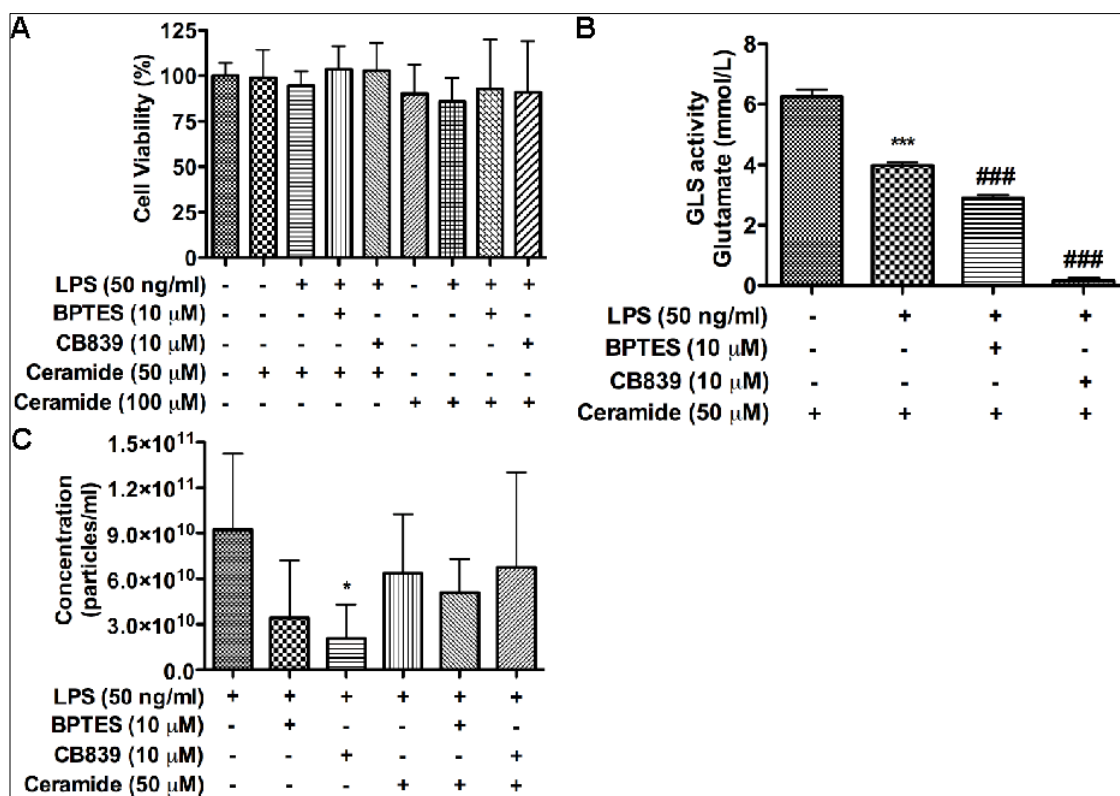 A
125
100
75
50
25
0
Cell Viability (%)
LPS (50 ng/ml) - - + + + - + + +
BPTES (10 μM) - - - + - - - + -
CB839 (10 μM) - - - - + - - - +
Ceramide (50 μM) - + + + + - - - -
Ceramide (100 μM) - - - - - + + + +
B
8
6
4
2
0
GLS activity
Glutamate (mmol/L)
***
###
###
LPS (50 ng/ml) - + + +
BPTES (10 μM) - - + -
CB839 (10 μM) - - - +
Ceramide (50 μM) + + + +
C
1.5×10¹¹
1.2×10¹¹
9.0×10¹⁰
6.0×10¹⁰
3.0×10¹⁰
0.0
Concentration
(particles/ml)
*
LPS (50 ng/ml) + + + + + +
BPTES (10 μM) - + - - + -
CB839 (10 μM) - - + - - +
Ceramide (50 μM) - - - + + +